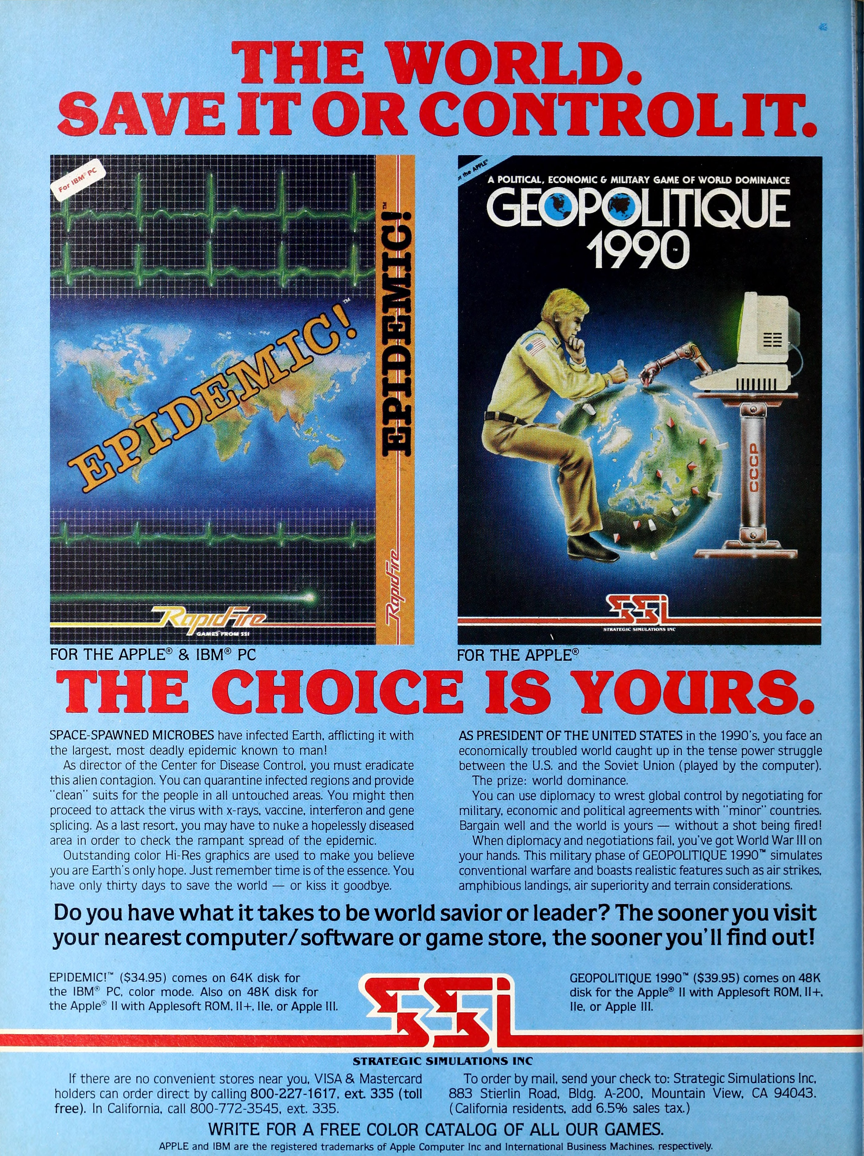 THE WORLD.
SAVE IT OR CONTROL IT.
For IBM® PC
EPIDEMIC!™
EPIDEMIC!™
RapidFire
RapidFire
GAMES FROM SSI
the APPLE®
A POLITICAL, ECONOMIC & MILITARY GAME OF WORLD DOMINANCE
GEOPOLITIQUE
1990™
CCCP
SSI
STRATEGIC SIMULATIONS INC
FOR THE APPLE® & IBM® PC
FOR THE APPLE®
THE CHOICE IS YOURS.
SPACE-SPAWNED MICROBES have infected Earth, afflicting it with
the largest, most deadly epidemic known to man!
As director of the Center for Disease Control, you must eradicate
this alien contagion. You can quarantine infected regions and provide
"clean" suits for the people in all untouched areas. You might then
proceed to attack the virus with x-rays, vaccine, interferon and gene
splicing. As a last resort, you may have to nuke a hopelessly diseased
area in order to check the rampant spread of the epidemic.
Outstanding color Hi-Res graphics are used to make you believe
you are Earth's only hope. Just remember time is of the essence. You
have only thirty days to save the world — or kiss it goodbye.
AS PRESIDENT OF THE UNITED STATES in the 1990's, you face an
economically troubled world caught up in the tense power struggle
between the U.S. and the Soviet Union (played by the computer).
The prize: world dominance.
You can use diplomacy to wrest global control by negotiating for
military, economic and political agreements with "minor" countries.
Bargain well and the world is yours — without a shot being fired!
When diplomacy and negotiations fail, you've got World War III on
your hands. This military phase of GEOPOLITIQUE 1990™ simulates
conventional warfare and boasts realistic features such as air strikes,
amphibious landings, air superiority and terrain considerations.
Do you have what it takes to be world savior or leader? The sooner you visit
your nearest computer/software or game store, the sooner you'll find out!
EPIDEMIC!™ ($34.95) comes on 64K disk for
the IBM® PC, color mode. Also on 48K disk for
the Apple® II with Applesoft ROM, II+, IIe, or Apple III.
SSI
STRATEGIC SIMULATIONS INC
GEOPOLITIQUE 1990™ ($39.95) comes on 48K
disk for the Apple® II with Applesoft ROM, II+,
IIe, or Apple III.
If there are no convenient stores near you, VISA & Mastercard
holders can order direct by calling 800-227-1617, ext. 335 (toll
free). In California, call 800-772-3545, ext. 335.
To order by mail, send your check to: Strategic Simulations Inc,
883 Stierlin Road, Bldg. A-200, Mountain View, CA 94043.
(California residents, add 6.5% sales tax.)
WRITE FOR A FREE COLOR CATALOG OF ALL OUR GAMES.
APPLE and IBM are the registered trademarks of Apple Computer Inc and International Business Machines, respectively.